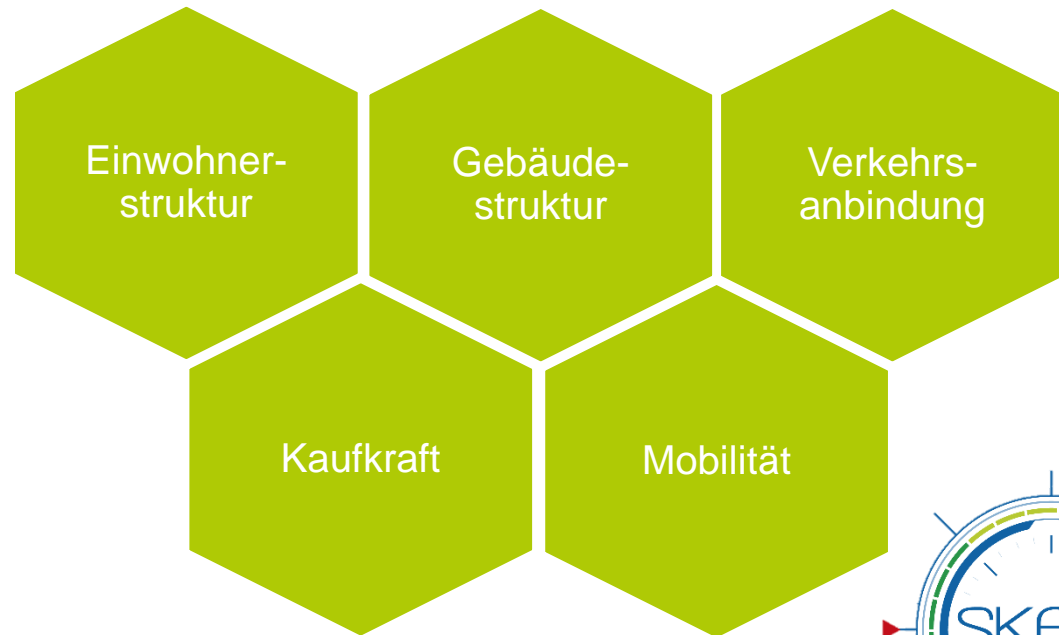 Einwohner-
struktur
Gebäude-
struktur
Verkehrs-
anbindung
Kaufkraft
Mobilität